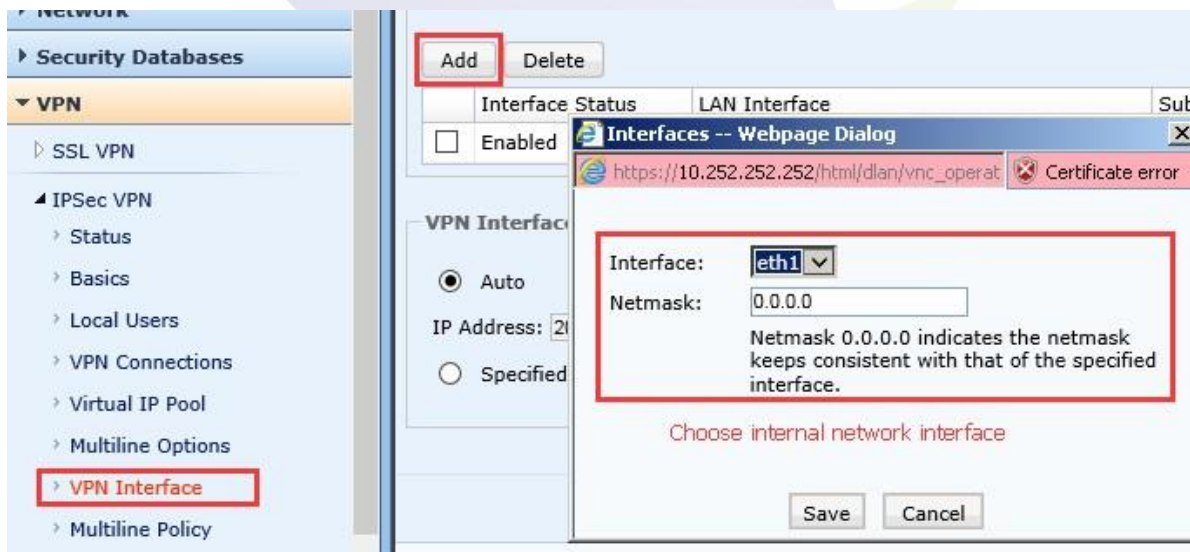 Network
Security Databases
VPN
SSL VPN
IPSec VPN
Status
Basics
Local Users
VPN Connections
Virtual IP Pool
Multiline Options
VPN Interface
Multiline Policy
Add Delete
Interface Status LAN Interface
Enabled
VPN
Auto
IP Address:
Specified
Interfaces -- Webpage Dialog
https://10.252.252.252/html/dlan/vnc_operat Certificate error
Interface: eth1
Netmask: 0.0.0.0
Netmask 0.0.0.0 indicates the netmask
keeps consistent with that of the specified
interface.
Choose internal network interface
Save Cancel